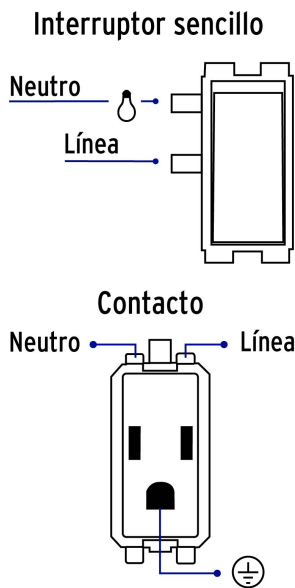 Interruptor sencillo
Neutro
Línea
Contacto
Neutro Línea